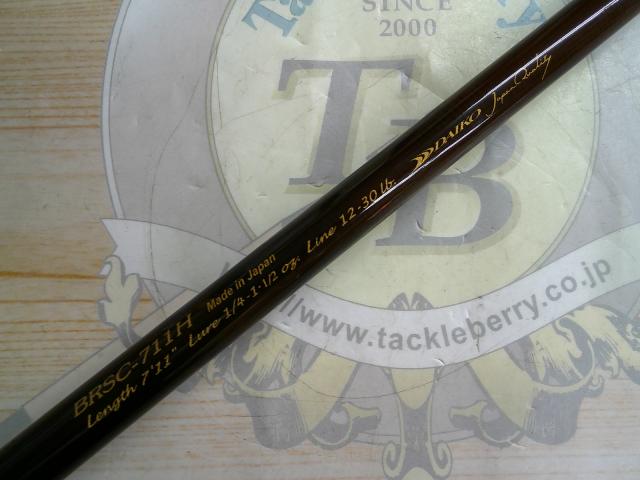 SINCE
2000
TB
www.tackleberry.co.jp
DAIKO Japan Quality
BRSC-711H Made in Japan
Length 7'11" Lure 1/4-1・1/2 oz. Line 12-30 lb.